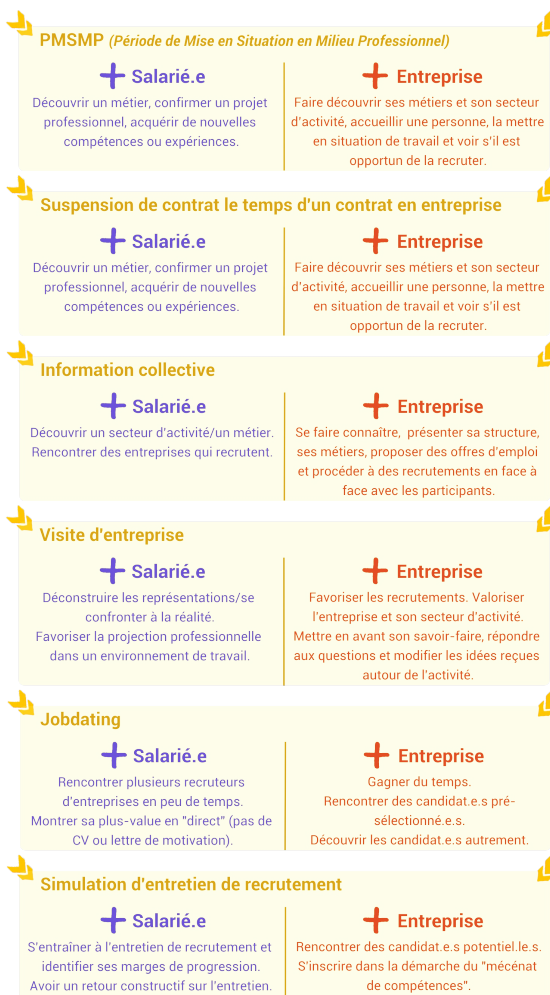 PMSMP (Période de Mise en Situation en Milieu Professionnel)
Salarié.e
Découvrir un métier, confirmer un projet
professionnel, acquérir de nouvelles
compétences ou expériences.
Entreprise
Faire découvrir ses métiers et son secteur
d'activité, accueillir une personne, la mettre
en situation de travail et voir s'il est
opportun de la recruter.
Suspension de contrat le temps d'un contrat en entreprise
Salarié.e
Découvrir un métier, confirmer un projet
professionnel, acquérir de nouvelles
compétences ou expériences.
Entreprise
Faire découvrir ses métiers et son secteur
d'activité, accueillir une personne, la mettre
en situation de travail et voir s'il est
opportun de la recruter.
Information collective
Salarié.e
Découvrir un secteur d'activité/un métier.
Rencontrer des entreprises qui recrutent.
Entreprise
Se faire connaître, présenter sa structure,
ses métiers, proposer des offres d'emploi
et procéder à des recrutements en face à
face avec les participants.
Visite d'entreprise
Salarié.e
Déconstruire les représentations/se
confronter à la réalité.
Favoriser la projection professionnelle
dans un environnement de travail.
Entreprise
Favoriser les recrutements. Valoriser
l'entreprise et son secteur d'activité.
Mettre en avant son savoir-faire, répondre
aux questions et modifier les idées reçues
autour de l'activité.
Jobdating
Salarié.e
Rencontrer plusieurs recruteurs
d'entreprises en peu de temps.
Montrer sa plus-value en "direct" (pas de
CV ou lettre de motivation).
Entreprise
Gagner du temps.
Rencontrer des candidat.e.s pré-
sélectionné.e.s.
Découvrir les candidat.e.s autrement.
Simulation d'entretien de recrutement
Salarié.e
S'entraîner à l'entretien de recrutement et
identifier ses marges de progression.
Avoir un retour constructif sur l'entretien.
Entreprise
Rencontrer des candidat.e.s potentiel.le.s.
S'inscrire dans la démarche du "mécénat
de compétences".